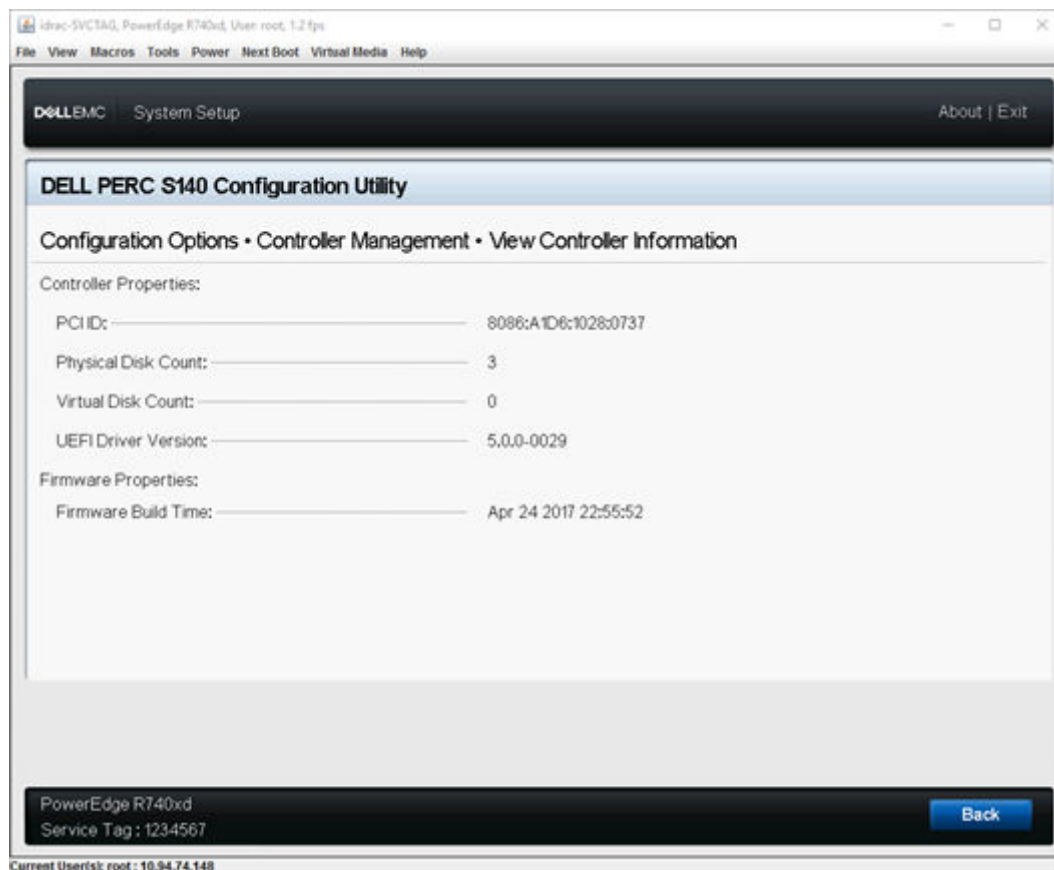 idrac-SVCTAG, PowerEdge R740xd, User: root, 1.2 fps
File View Macros Tools Power Next Boot Virtual Media Help
DELLEMC System Setup About | Exit
DELL PERC S140 Configuration Utility
Configuration Options • Controller Management • View Controller Information
Controller Properties:
PCI ID: 8086:A1D6:1028:0737
Physical Disk Count: 3
Virtual Disk Count: 0
UEFI Driver Version: 5.0.0-0029
Firmware Properties:
Firmware Build Time: Apr 24 2017 22:55:52
PowerEdge R740xd
Service Tag : 1234567
Back
Current User(s): root : 10.94.74.148